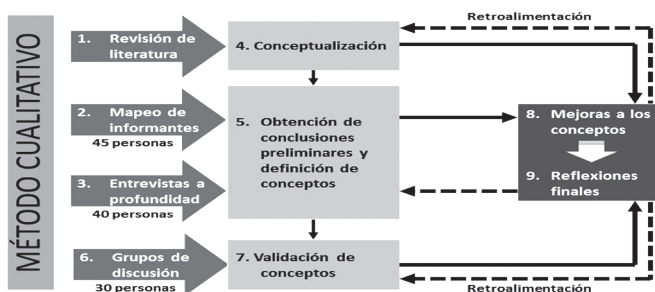 MÉTODO CUALITATIVO
Retroalimentación
1. Revisión de
literatura
4. Conceptualización
2. Mapeo de
informantes
45 personas
5. Obtención de
conclusiones
preliminares y
definición de
conceptos
3. Entrevistas a
profundidad
40 personas
8. Mejoras a los
conceptos
9. Reflexiones
finales
6. Grupos de
discusión
30 personas
7. Validación de
conceptos
Retroalimentación